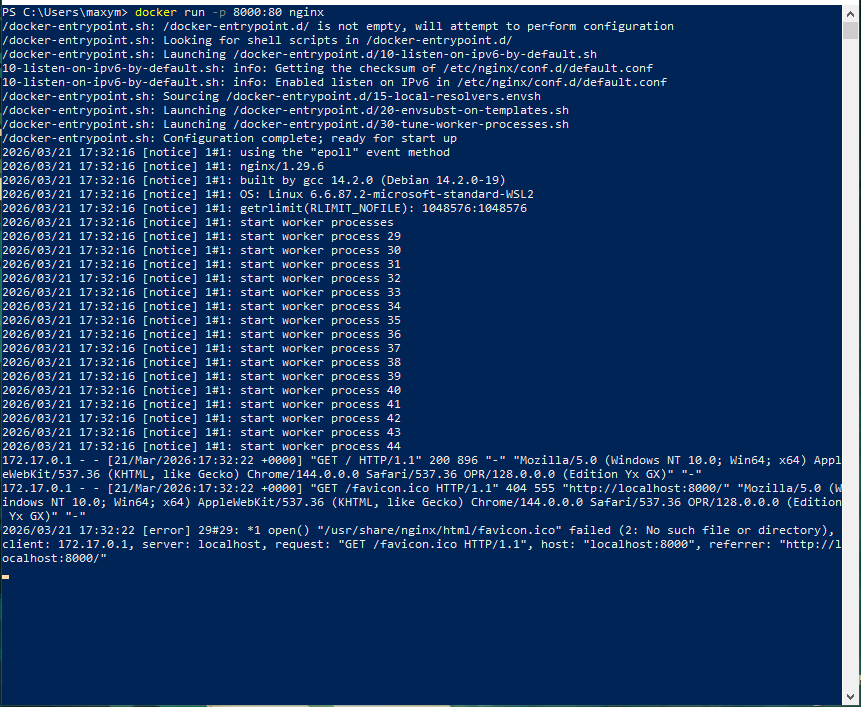 PS C:\Users\maxym> docker run -p 8000:80 nginx
/docker-entrypoint.sh: /docker-entrypoint.d/ is not empty, will attempt to perform configuration
/docker-entrypoint.sh: Looking for shell scripts in /docker-entrypoint.d/
/docker-entrypoint.sh: Launching /docker-entrypoint.d/10-listen-on-ipv6-by-default.sh
10-listen-on-ipv6-by-default.sh: info: Getting the checksum of /etc/nginx/conf.d/default.conf
10-listen-on-ipv6-by-default.sh: info: Enabled listen on IPv6 in /etc/nginx/conf.d/default.conf
/docker-entrypoint.sh: Sourcing /docker-entrypoint.d/15-local-resolvers.envsh
/docker-entrypoint.sh: Launching /docker-entrypoint.d/20-envsubst-on-templates.sh
/docker-entrypoint.sh: Launching /docker-entrypoint.d/30-tune-worker-processes.sh
/docker-entrypoint.sh: Configuration complete; ready for start up
2026/03/21 17:32:16 [notice] 1#1: using the "epoll" event method
2026/03/21 17:32:16 [notice] 1#1: nginx/1.29.6
2026/03/21 17:32:16 [notice] 1#1: built by gcc 14.2.0 (Debian 14.2.0-19)
2026/03/21 17:32:16 [notice] 1#1: OS: Linux 6.6.87.2-microsoft-standard-WSL2
2026/03/21 17:32:16 [notice] 1#1: getrlimit(RLIMIT_NOFILE): 1048576:1048576
2026/03/21 17:32:16 [notice] 1#1: start worker processes
2026/03/21 17:32:16 [notice] 1#1: start worker process 29
2026/03/21 17:32:16 [notice] 1#1: start worker process 30
2026/03/21 17:32:16 [notice] 1#1: start worker process 31
2026/03/21 17:32:16 [notice] 1#1: start worker process 32
2026/03/21 17:32:16 [notice] 1#1: start worker process 33
2026/03/21 17:32:16 [notice] 1#1: start worker process 34
2026/03/21 17:32:16 [notice] 1#1: start worker process 35
2026/03/21 17:32:16 [notice] 1#1: start worker process 36
2026/03/21 17:32:16 [notice] 1#1: start worker process 37
2026/03/21 17:32:16 [notice] 1#1: start worker process 38
2026/03/21 17:32:16 [notice] 1#1: start worker process 39
2026/03/21 17:32:16 [notice] 1#1: start worker process 40
2026/03/21 17:32:16 [notice] 1#1: start worker process 41
2026/03/21 17:32:16 [notice] 1#1: start worker process 42
2026/03/21 17:32:16 [notice] 1#1: start worker process 43
2026/03/21 17:32:16 [notice] 1#1: start worker process 44
172.17.0.1 - - [21/Mar/2026:17:32:22 +0000] "GET / HTTP/1.1" 200 896 "-" "Mozilla/5.0 (Windows NT 10.0; Win64; x64) Appl
eWebKit/537.36 (KHTML, like Gecko) Chrome/144.0.0.0 Safari/537.36 OPR/128.0.0.0 (Edition Yx GX)" "-"
172.17.0.1 - - [21/Mar/2026:17:32:22 +0000] "GET /favicon.ico HTTP/1.1" 404 555 "http://localhost:8000/" "Mozilla/5.0 (W
indows NT 10.0; Win64; x64) AppleWebKit/537.36 (KHTML, like Gecko) Chrome/144.0.0.0 Safari/537.36 OPR/128.0.0.0 (Edition
 Yx GX)" "-"
2026/03/21 17:32:22 [error] 29#29: *1 open() "/usr/share/nginx/html/favicon.ico" failed (2: No such file or directory),
client: 172.17.0.1, server: localhost, request: "GET /favicon.ico HTTP/1.1", host: "localhost:8000", referrer: "http://l
ocalhost:8000/"